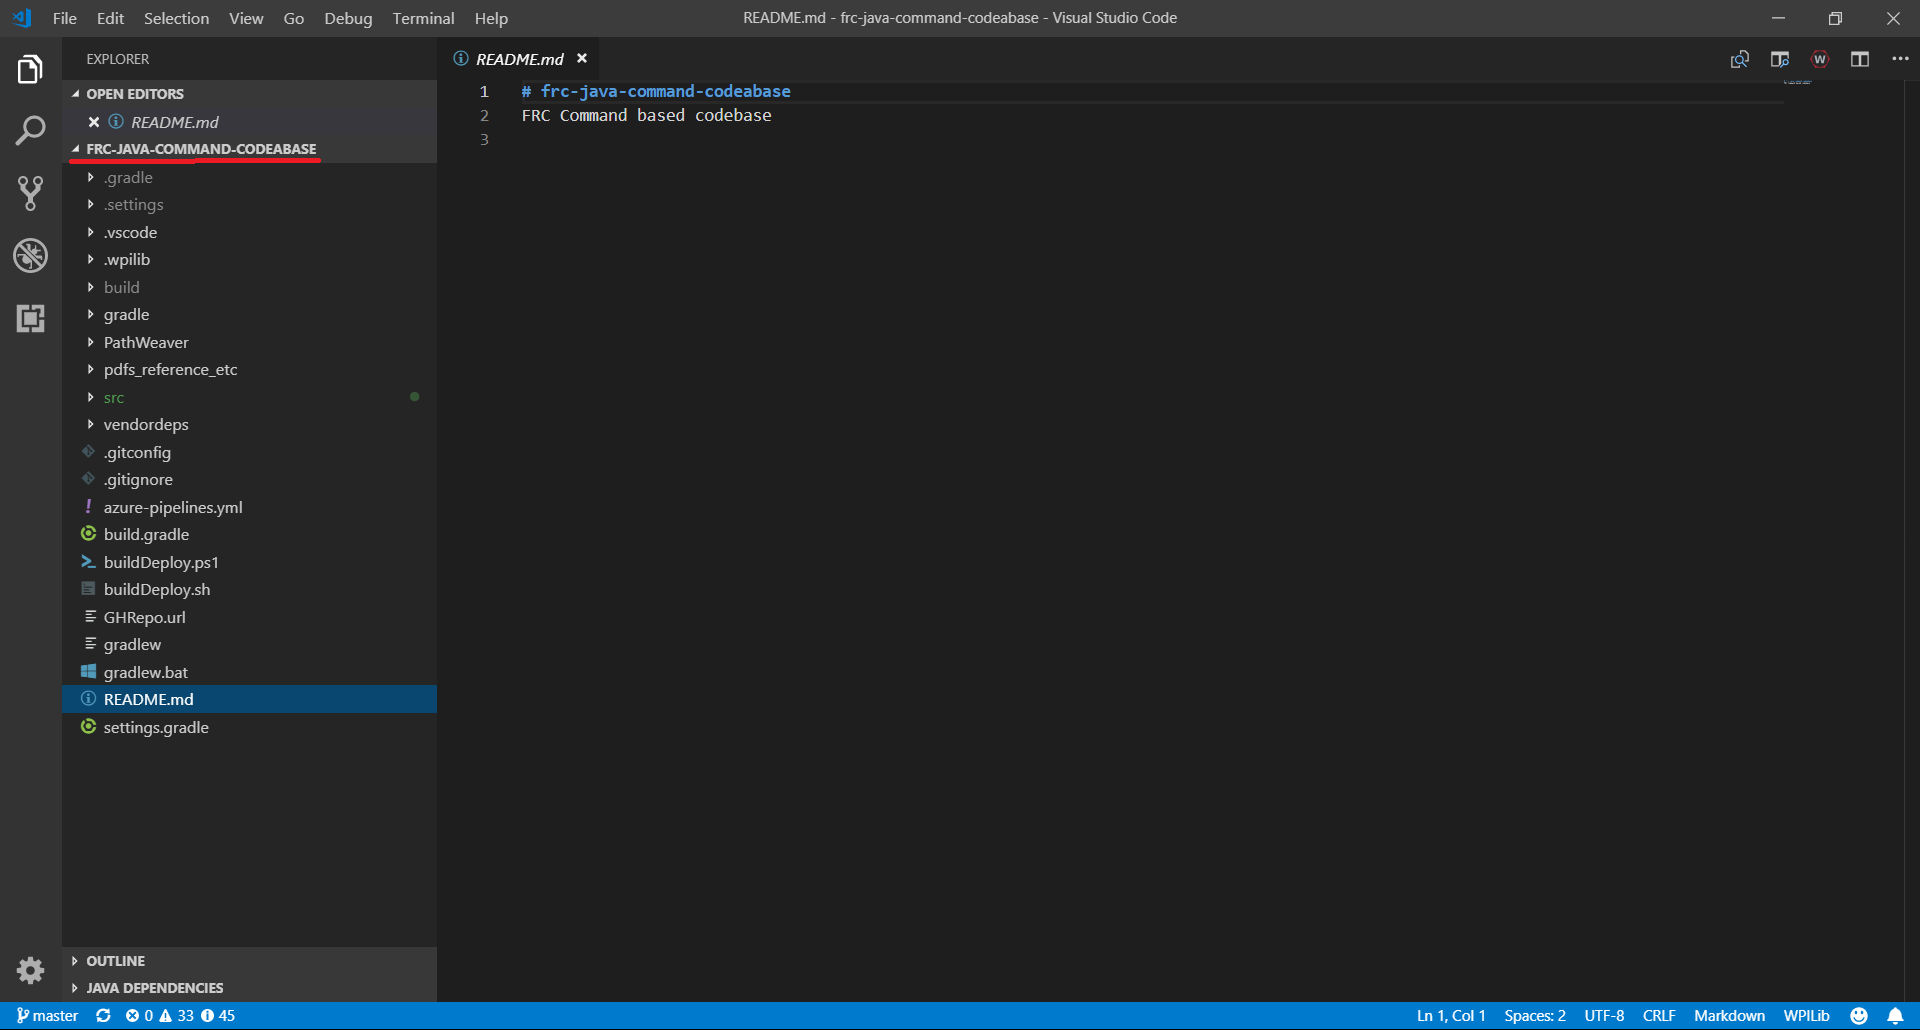 File Edit Selection View Go Debug Terminal Help README.md - frc-java-command-codeabase - Visual Studio Code
EXPLORER
OPEN EDITORS
README.md
FRC-JAVA-COMMAND-CODEABASE
.gradle
.settings
.vscode
.wpilib
build
gradle
PathWeaver
pdfs_reference_etc
src
vendordeps
.gitconfig
.gitignore
! azure-pipelines.yml
build.gradle
buildDeploy.ps1
buildDeploy.sh
GHRepo.url
gradlew
gradlew.bat
README.md
settings.gradle
OUTLINE
JAVA DEPENDENCIES
README.md
W
1 # frc-java-command-codeabase
2 FRC Command based codebase
3
master 0 33 45 Ln 1, Col 1 Spaces: 2 UTF-8 CRLF Markdown WPILib